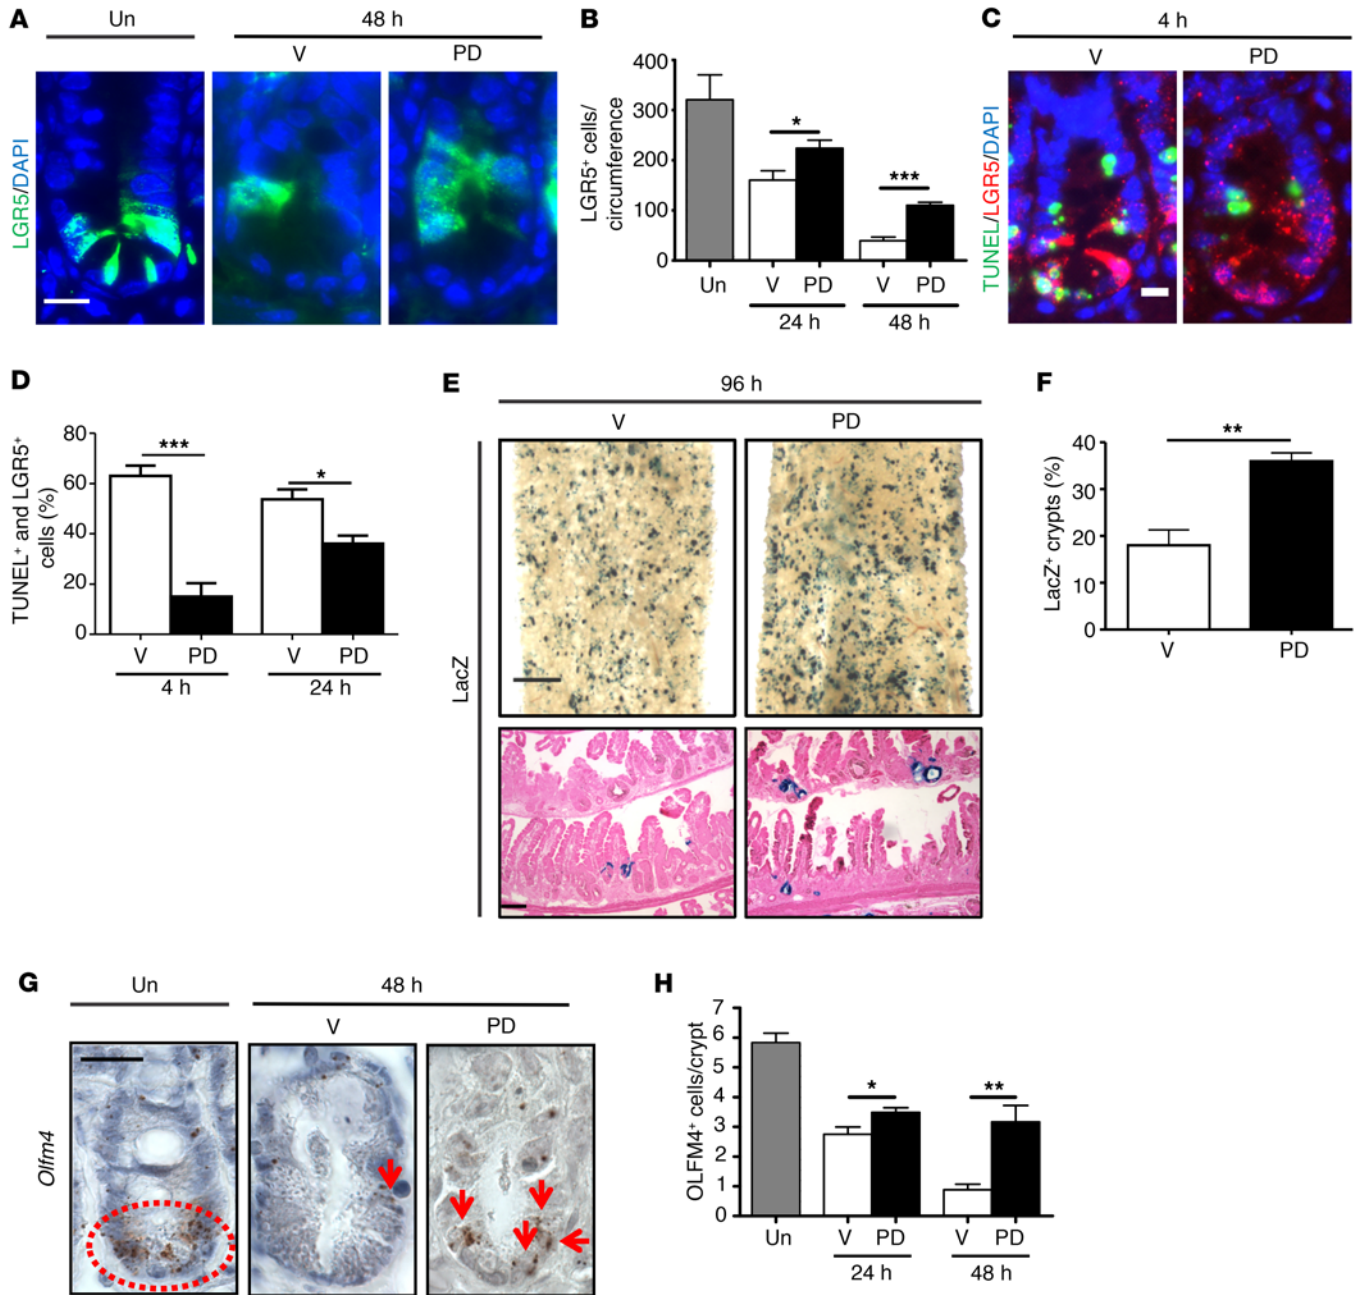 A
Un
48 h
V
PD
LGR5/DAPI
B
LGR5⁺ cells/
circumference
400
300
200
100
0
*
***
Un
V
PD
V
PD
24 h
48 h
C
4 h
V
PD
TUNEL/LGR5/DAPI
D
TUNEL⁺ and LGR5⁺
cells (%)
80
60
40
20
0
***
*
V
PD
V
PD
4 h
24 h
E
96 h
V
PD
LacZ
F
LacZ⁺ crypts (%)
40
30
20
10
0
**
V
PD
G
Un
48 h
V
PD
Olfm4
H
OLFM4⁺ cells/crypt
7
6
5
4
3
2
1
0
*
**
Un
V
PD
V
PD
24 h
48 h